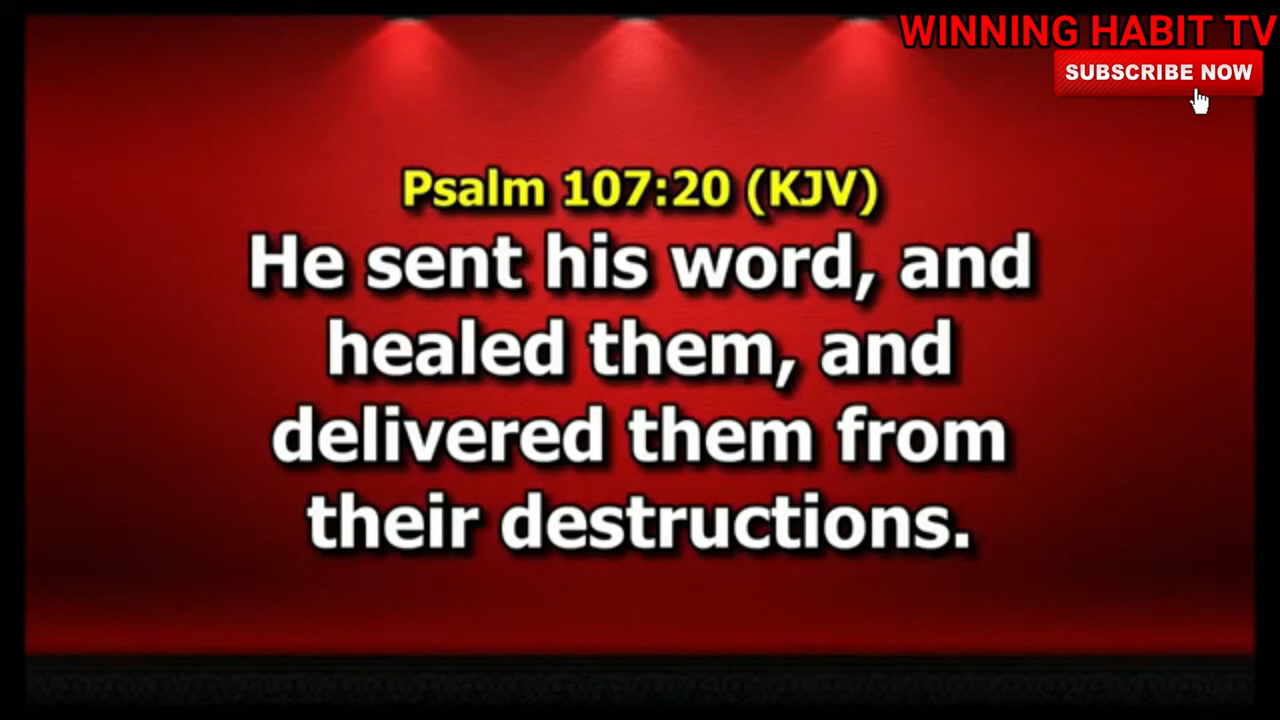 WINNING HABIT TV
SUBSCRIBE NOW
Psalm 107:20 (KJV)
He sent his word, and
healed them, and
delivered them from
their destructions.